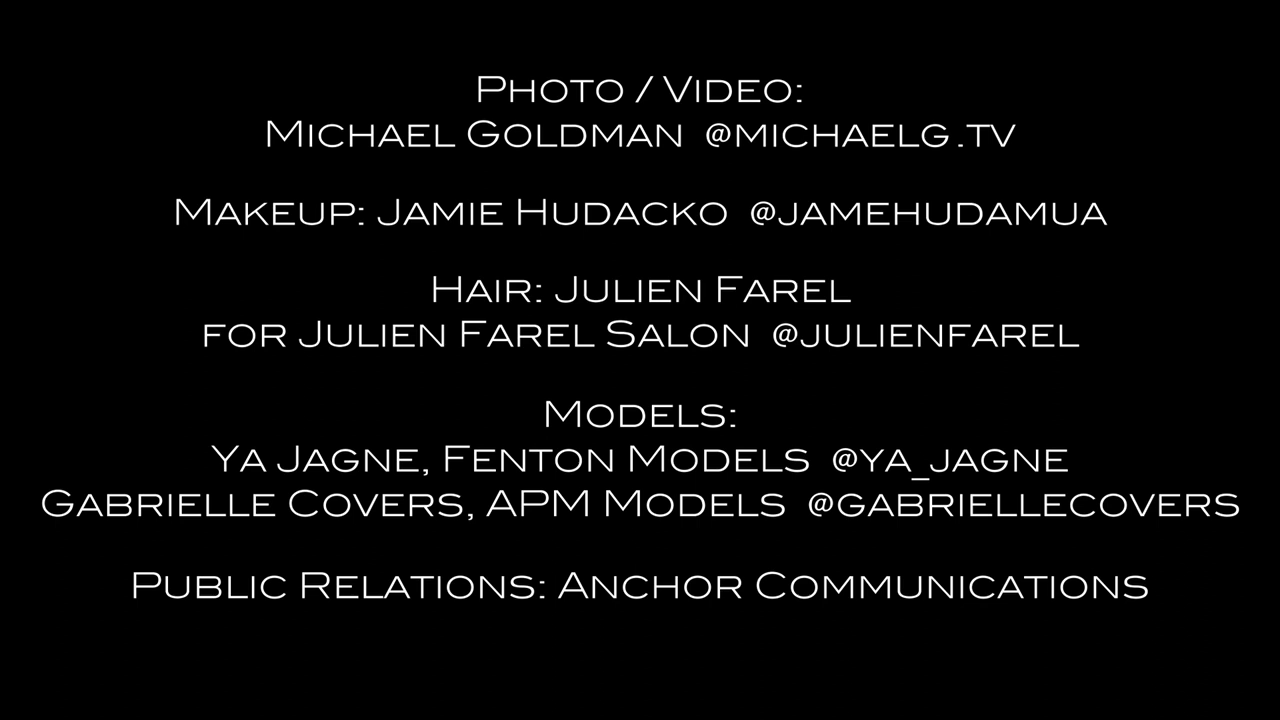 Photo / Video:
Michael Goldman @michaelg.tv
Makeup: Jamie Hudacko @jamehudamua
Hair: Julien Farel
for Julien Farel Salon @julienfarel
Models:
Ya Jagne, Fenton Models @ya_jagne
Gabrielle Covers, APM Models @gabriellecovers
Public Relations: Anchor Communications